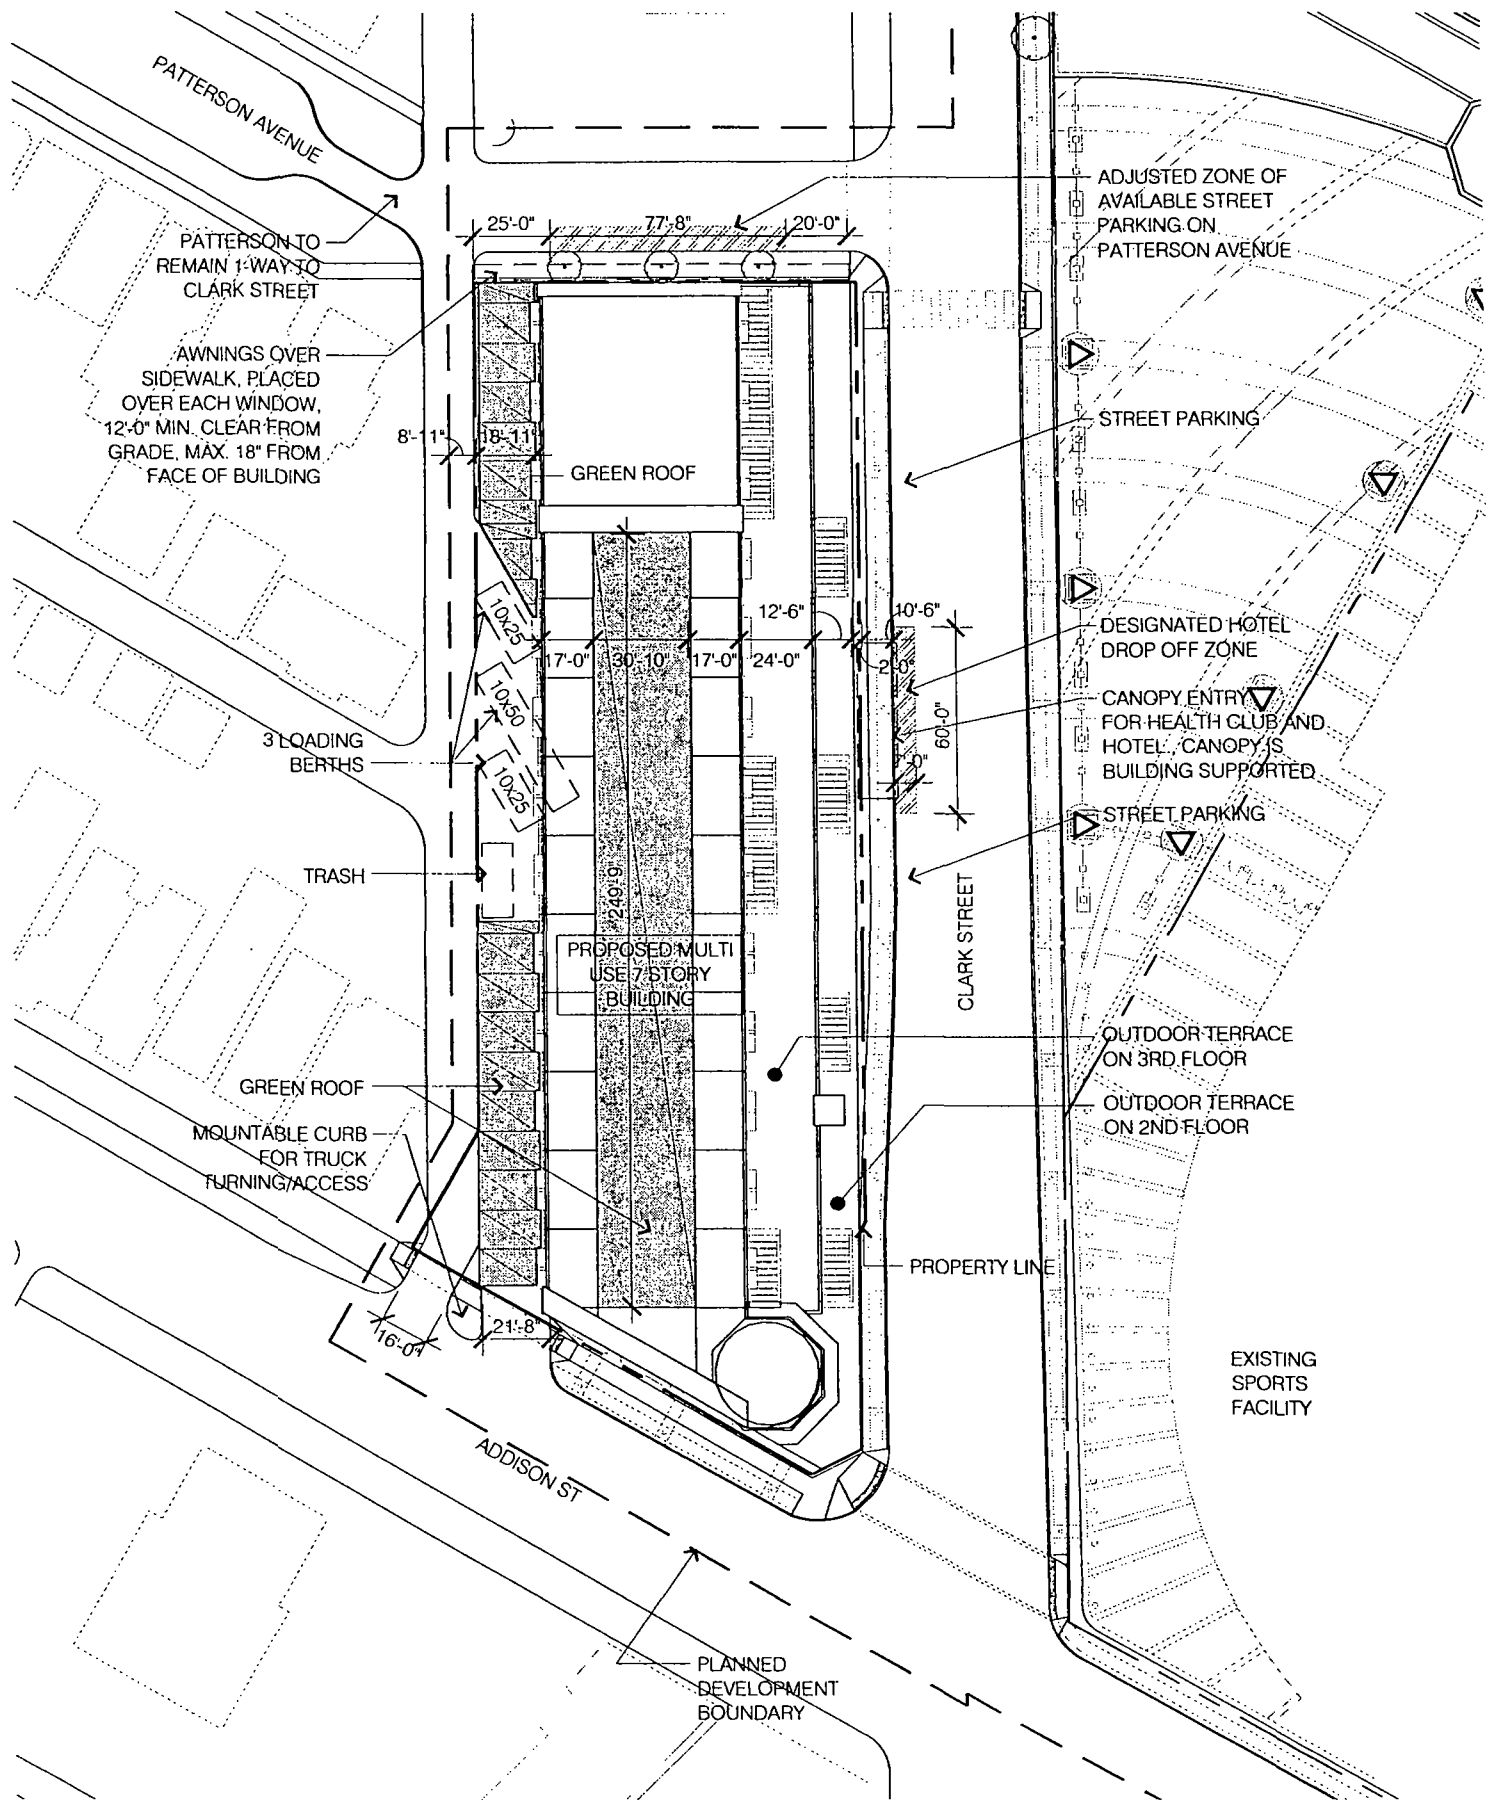 PATTERSON AVENUE
ADJUSTED ZONE OF
AVAILABLE STREET
PARKING ON
PATTERSON AVENUE
25'-0"
77'-8"
20'-0"
PATTERSON TO
REMAIN 1-WAY TO
CLARK STREET
AWNINGS OVER
SIDEWALK, PLACED
OVER EACH WINDOW,
12'-0" MIN. CLEAR FROM
GRADE, MAX. 18" FROM
FACE OF BUILDING
8'-11"
18'-11"
GREEN ROOF
STREET PARKING
10x25
12'-6"
10'-6"
DESIGNATED HOTEL
DROP OFF ZONE
17'-0"
30'-10"
17'-0"
24'-0"
2'-0"
10x50
CANOPY ENTRY
FOR HEALTH CLUB AND
HOTEL, CANOPY IS
BUILDING SUPPORTED
60'-0"
3 LOADING
BERTHS
10x25
STREET PARKING
TRASH
249'-9"
CLARK STREET
PROPOSED MULTI
USE 7 STORY
BUILDING
OUTDOOR TERRACE
ON 3RD FLOOR
GREEN ROOF
OUTDOOR TERRACE
ON 2ND FLOOR
MOUNTABLE CURB
FOR TRUCK
TURNING/ACCESS
PROPERTY LINE
16'-0"
21'-8"
EXISTING
SPORTS
FACILITY
ADDISON ST
PLANNED
DEVELOPMENT
BOUNDARY